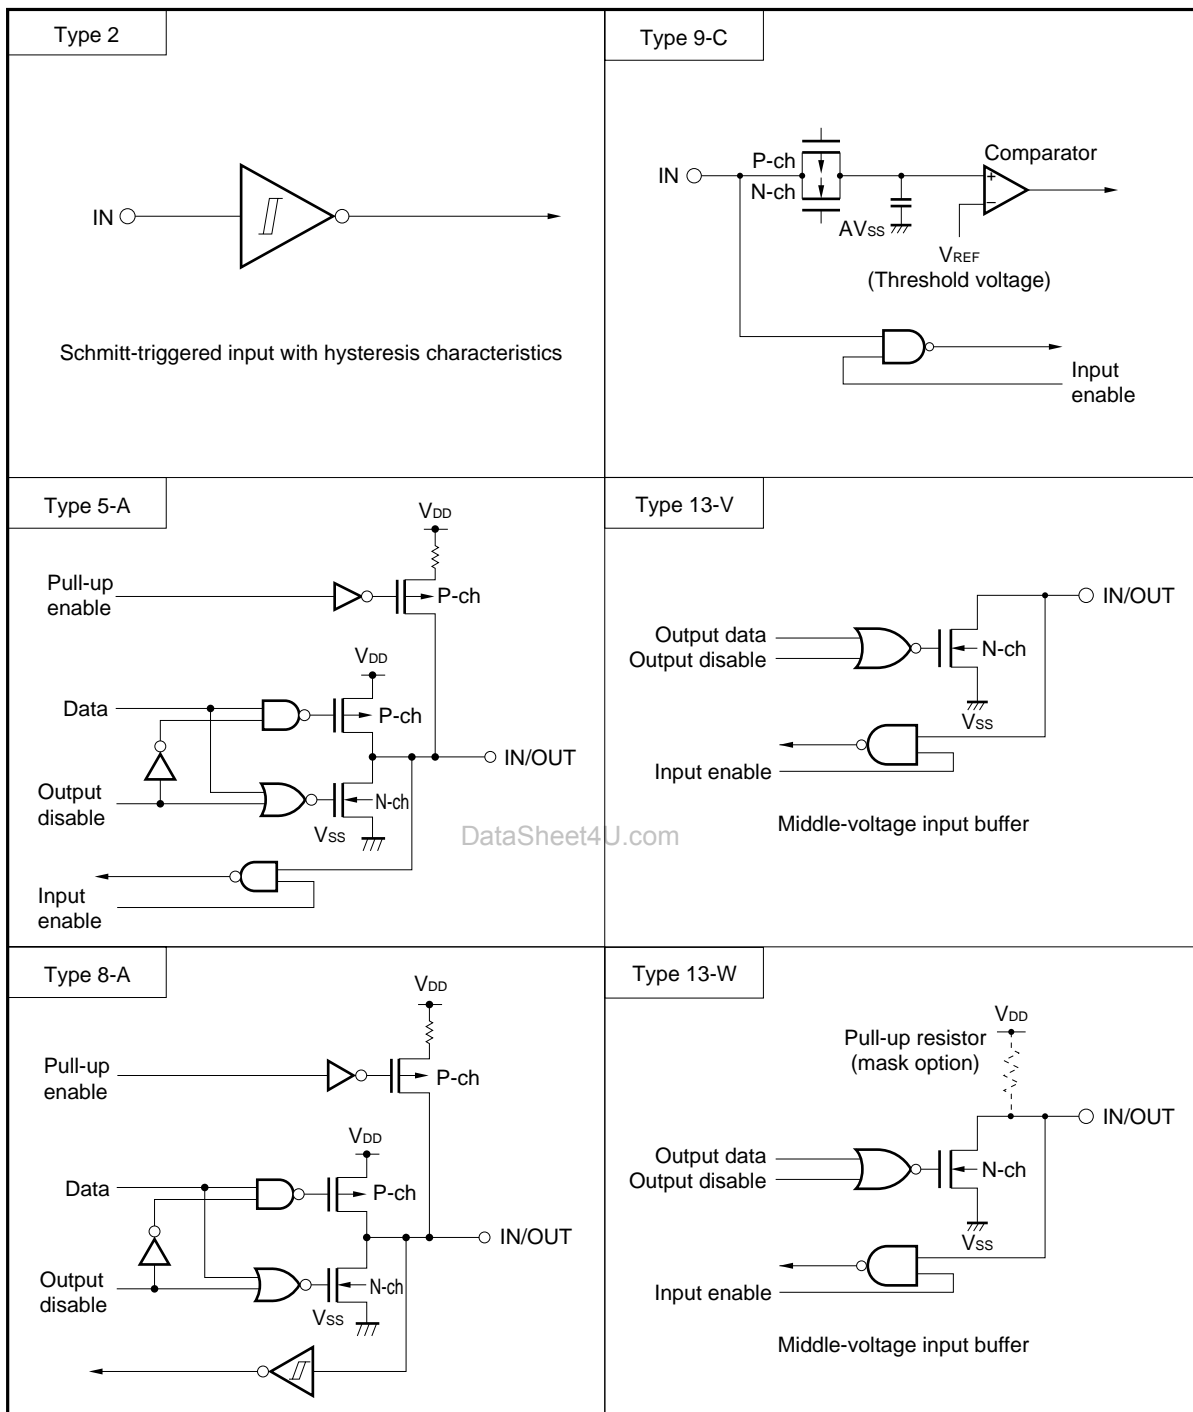 Type 2
IN
Schmitt-triggered input with hysteresis characteristics
Type 9-C
P-ch
N-ch
IN
Comparator
+
−
AVSS
VREF
(Threshold voltage)
Input
enable
Type 5-A
VDD
Pull-up
enable
P-ch
VDD
Data
P-ch
IN/OUT
Output
disable
N-ch
VSS
Input
enable
Type 13-V
IN/OUT
Output data
Output disable
N-ch
VSS
Input enable
Middle-voltage input buffer
DataSheet4U.com
Type 8-A
VDD
Pull-up
enable
P-ch
VDD
Data
P-ch
IN/OUT
Output
disable
N-ch
VSS
Type 13-W
VDD
Pull-up resistor
(mask option)
IN/OUT
Output data
Output disable
N-ch
VSS
Input enable
Middle-voltage input buffer